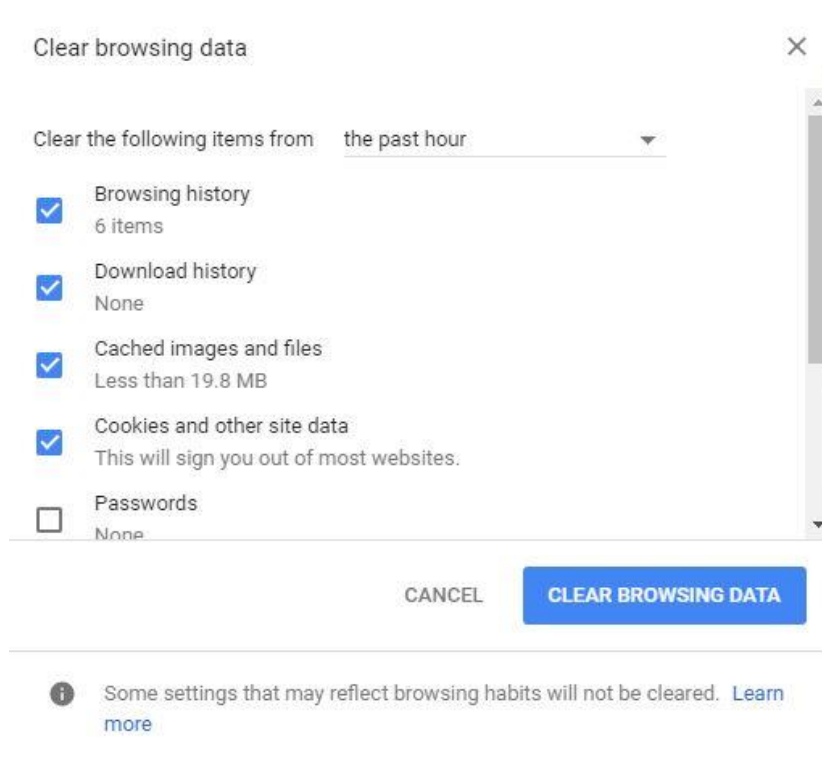 Clear browsing data
Clear the following items from the past hour
Browsing history
6 items
Download history
None
Cached images and files
Less than 19.8 MB
Cookies and other site data
This will sign you out of most websites.
Passwords
None
CANCEL CLEAR BROWSING DATA
Some settings that may reflect browsing habits will not be cleared. Learn
more